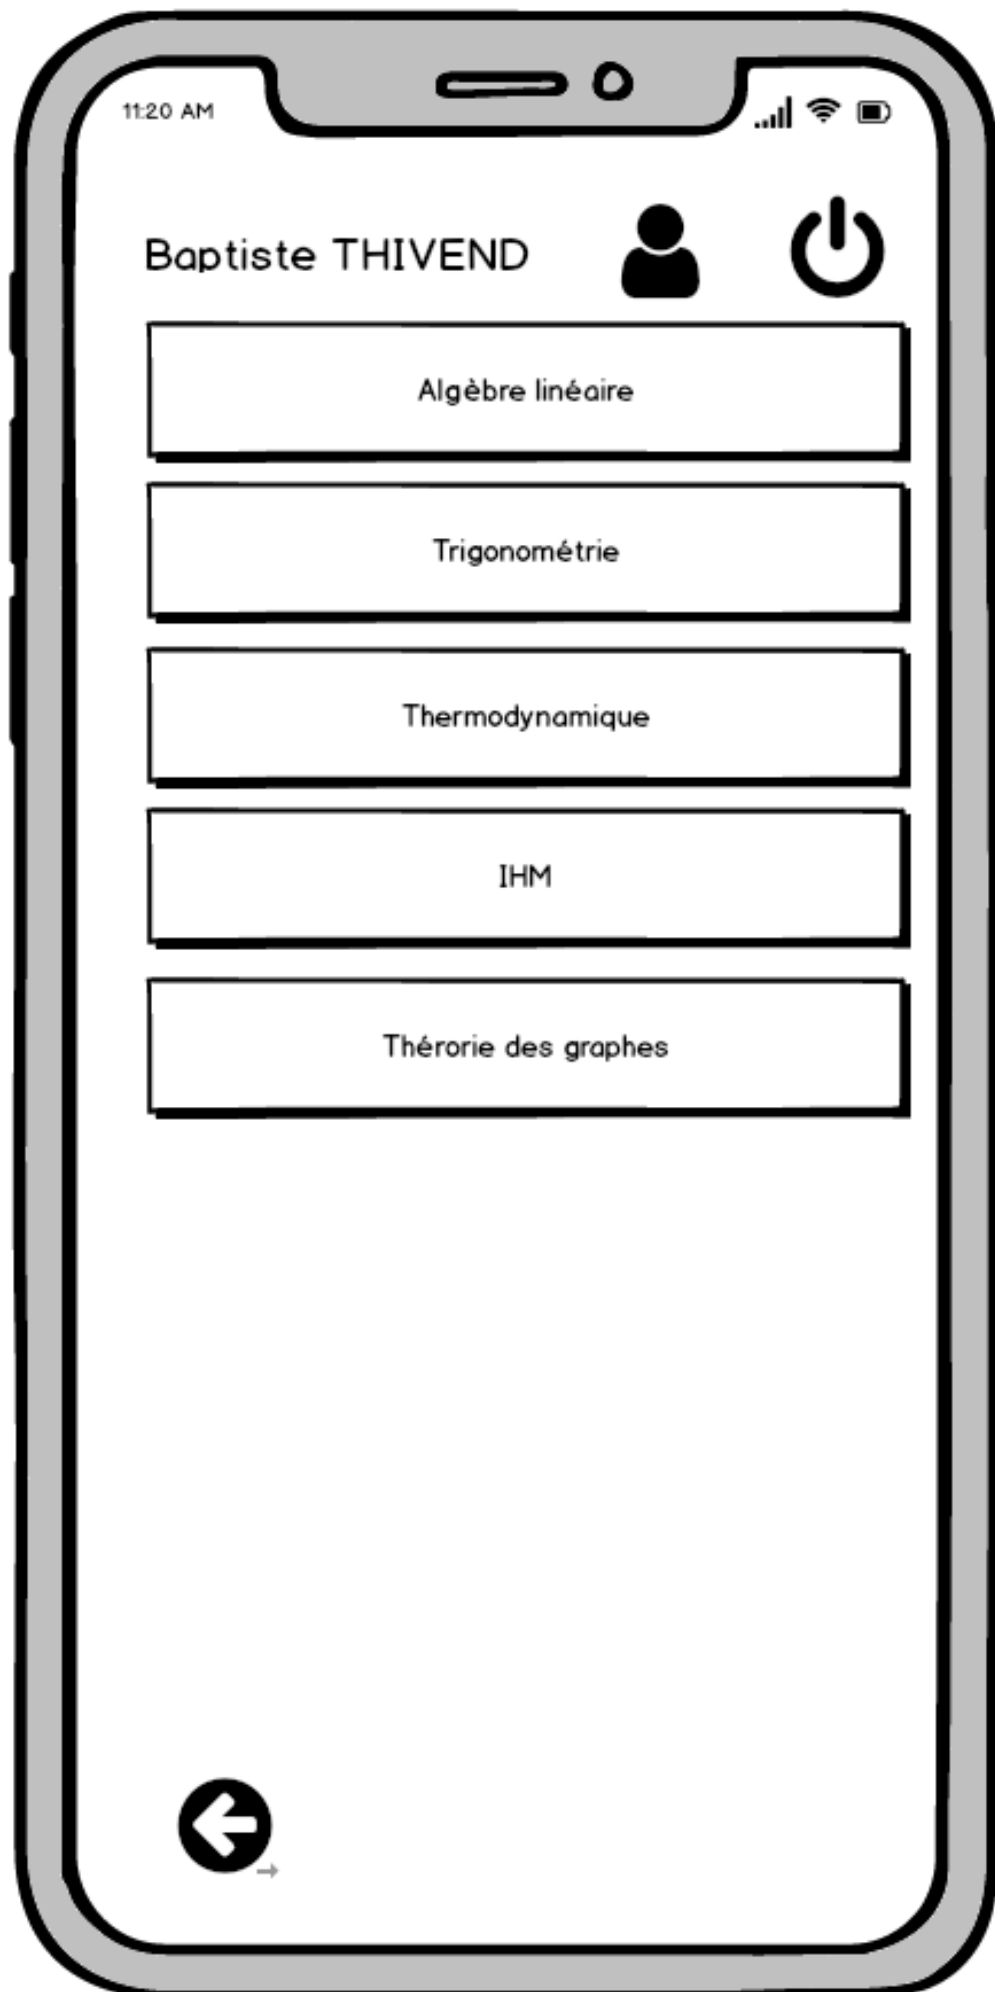 11:20 AM
Baptiste THIVEND
Algèbre linéaire
Trigonométrie
Thermodynamique
IHM
Thérorie des graphes